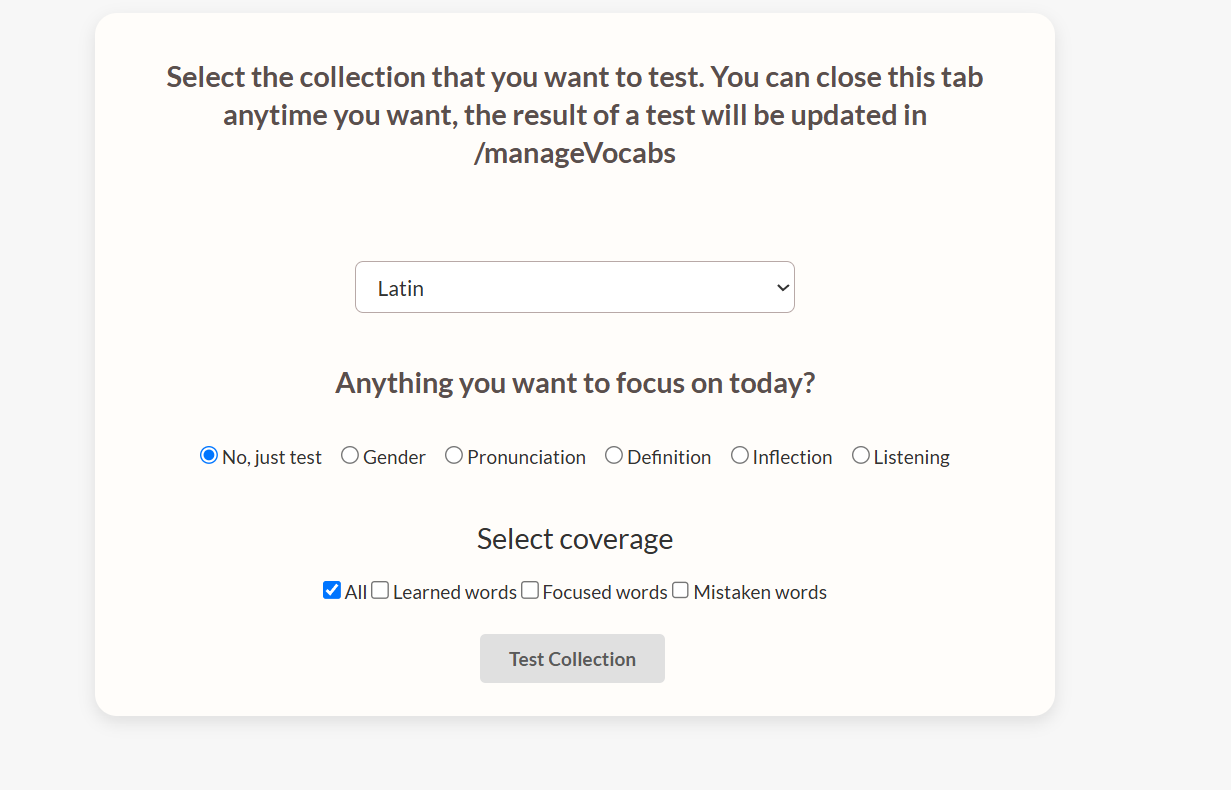 Select the collection that you want to test. You can close this tab
anytime you want, the result of a test will be updated in
/manageVocabs
Latin
Anything you want to focus on today?
No, just test Gender Pronunciation Definition Inflection Listening
Select coverage
All Learned words Focused words Mistaken words
Test Collection